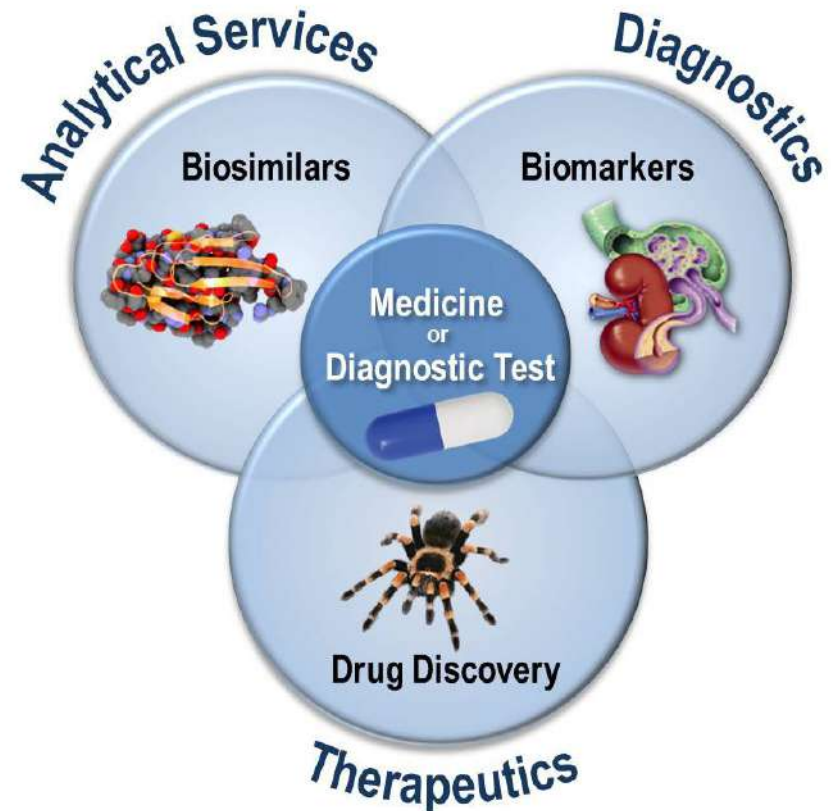 Analytical Services
Diagnostics
Biosimilars
Biomarkers
Medicine
or
Diagnostic Test
Drug Discovery
Therapeutics